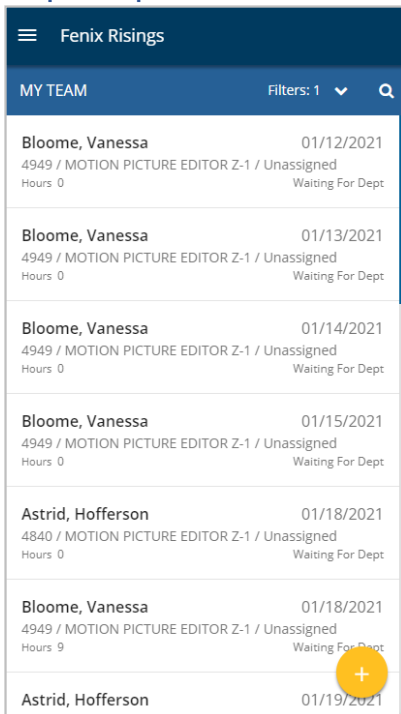 Fenix Risings
MY TEAM Filters: 1
Bloome, Vanessa 01/12/2021
4949 / MOTION PICTURE EDITOR Z-1 / Unassigned
Hours 0 Waiting For Dept
Bloome, Vanessa 01/13/2021
4949 / MOTION PICTURE EDITOR Z-1 / Unassigned
Hours 0 Waiting For Dept
Bloome, Vanessa 01/14/2021
4949 / MOTION PICTURE EDITOR Z-1 / Unassigned
Hours 0 Waiting For Dept
Bloome, Vanessa 01/15/2021
4949 / MOTION PICTURE EDITOR Z-1 / Unassigned
Hours 0 Waiting For Dept
Astrid, Hofferson 01/18/2021
4840 / MOTION PICTURE EDITOR Z-1 / Unassigned
Hours 0 Waiting For Dept
Bloome, Vanessa 01/18/2021
4949 / MOTION PICTURE EDITOR Z-1 / Unassigned
Hours 9 Waiting For Dept
+
Astrid, Hofferson 01/19/2021